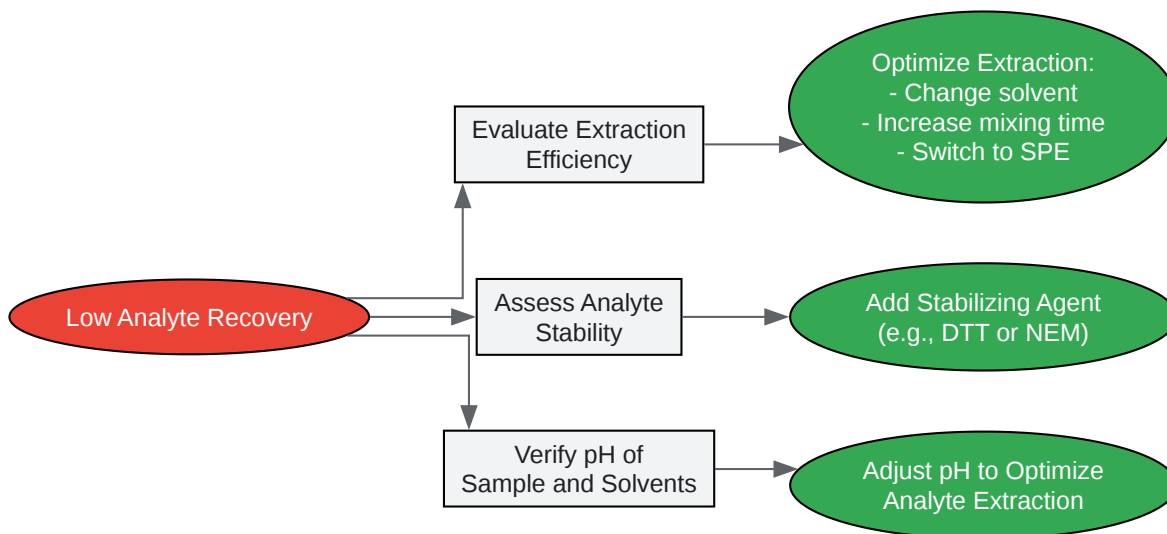 Optimize Extraction:
- Change solvent
- Increase mixing time
- Switch to SPE
Evaluate Extraction
Efficiency
Low Analyte Recovery
Assess Analyte
Stability
Add Stabilizing Agent
(e.g., DTT or NEM)
Verify pH of
Sample and Solvents
Adjust pH to Optimize
Analyte Extraction